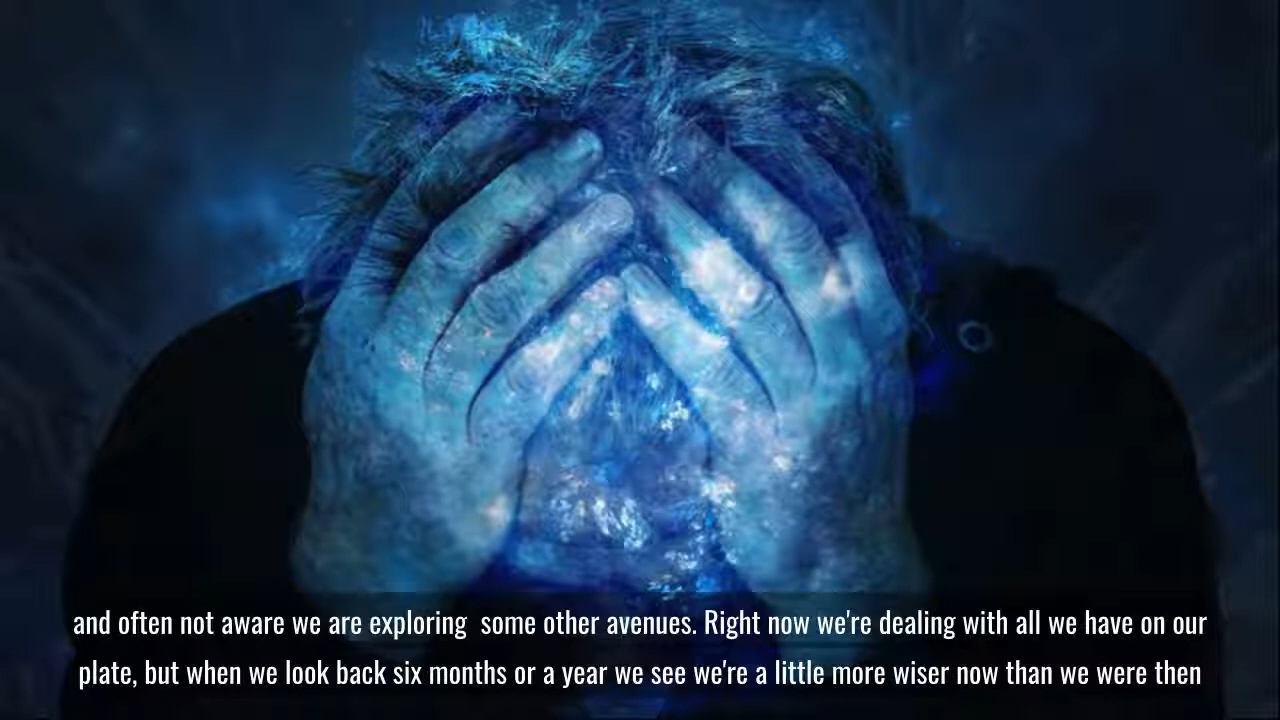 and often not aware we are exploring  some other avenues. Right now we're dealing with all we have on our
plate, but when we look back six months or a year we see we're a little more wiser now than we were then